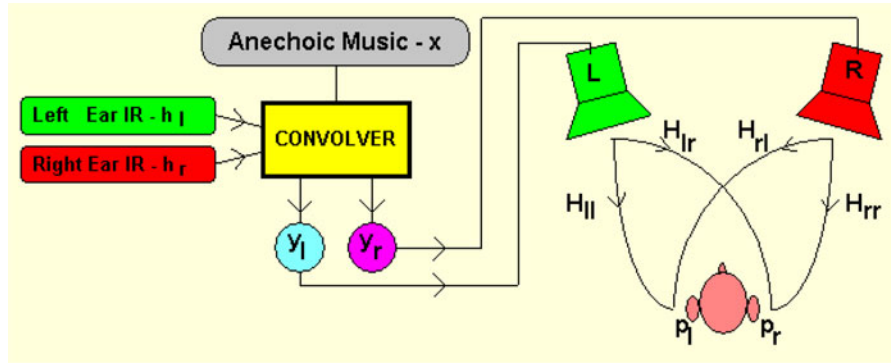 Anechoic Music - x
Left Ear IR - h l
Right Ear IR - h r
CONVOLVER
y l
y r
L
R
H lr
H rl
H ll
H rr
p l
p r